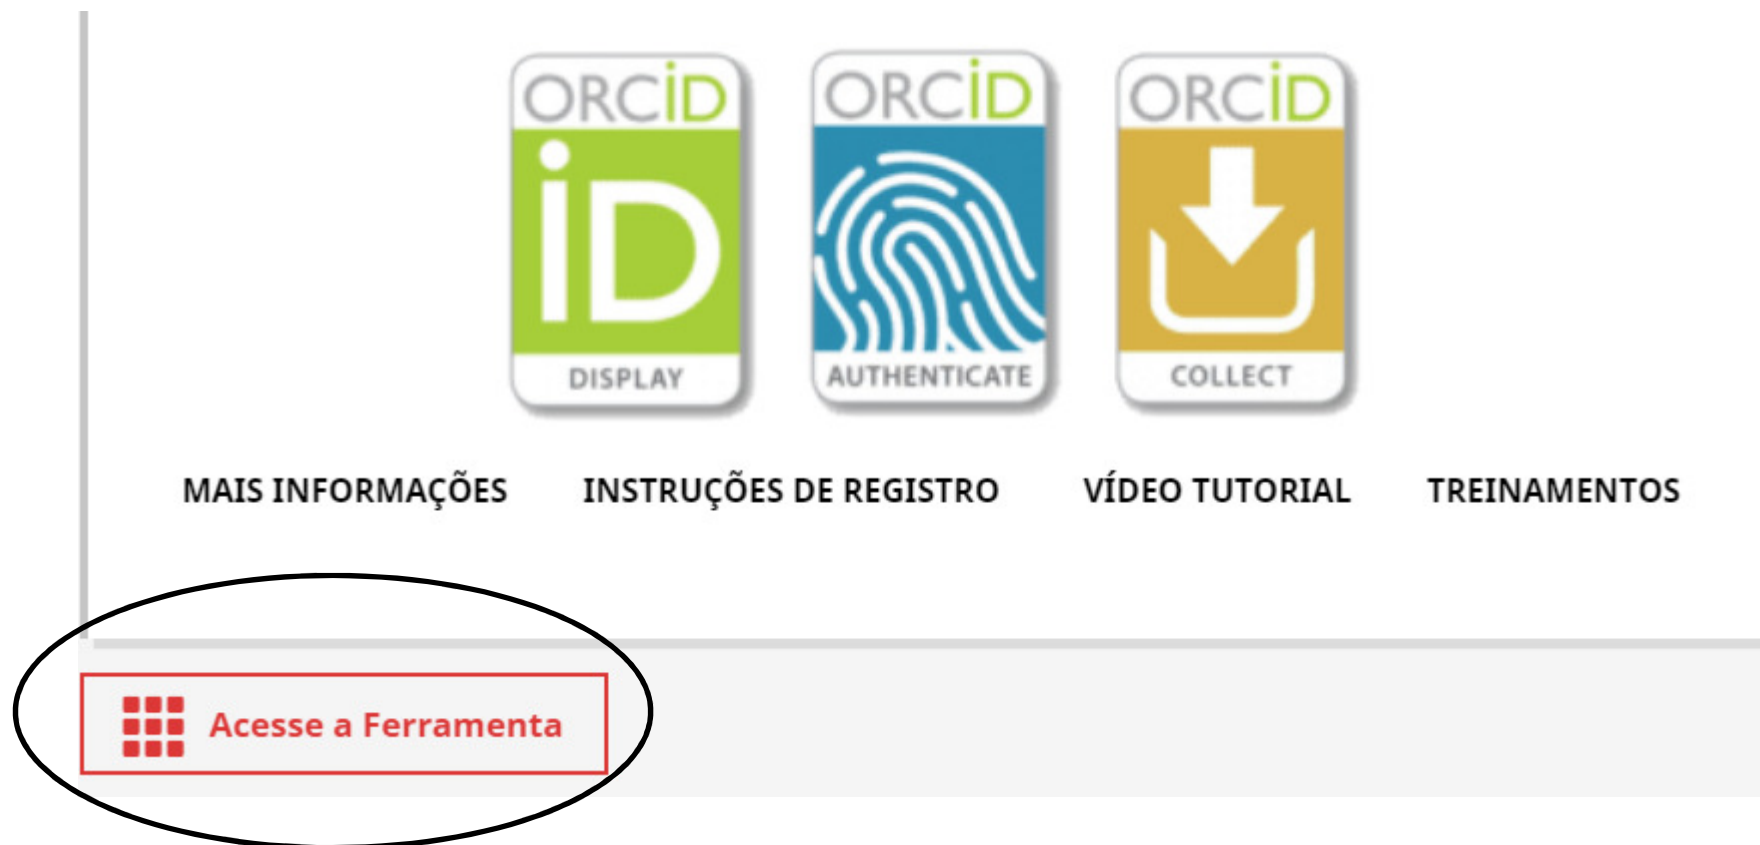 ORCiD ORCiD ORCiD
iD
DISPLAY AUTHENTICATE COLLECT
MAIS INFORMAÇÕES INSTRUÇÕES DE REGISTRO VÍDEO TUTORIAL TREINAMENTOS
Acesse a Ferramenta